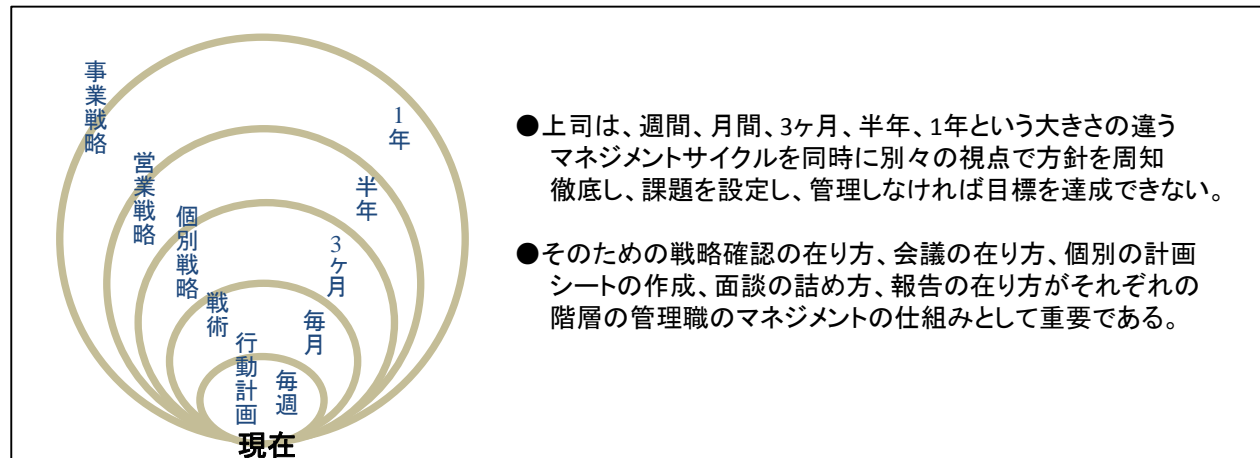 事業戦略
1年
営業戦略
半年
個別戦略
3ヶ月
戦術
毎月
行動計画
毎週
現在
●上司は、週間、月間、3ヶ月、半年、1年という大きさの違う
マネジメントサイクルを同時に別々の視点で方針を周知
徹底し、課題を設定し、管理しなければ目標を達成できない。
●そのための戦略確認の在り方、会議の在り方、個別の計画
シートの作成、面談の詰め方、報告の在り方がそれぞれの
階層の管理職のマネジメントの仕組みとして重要である。